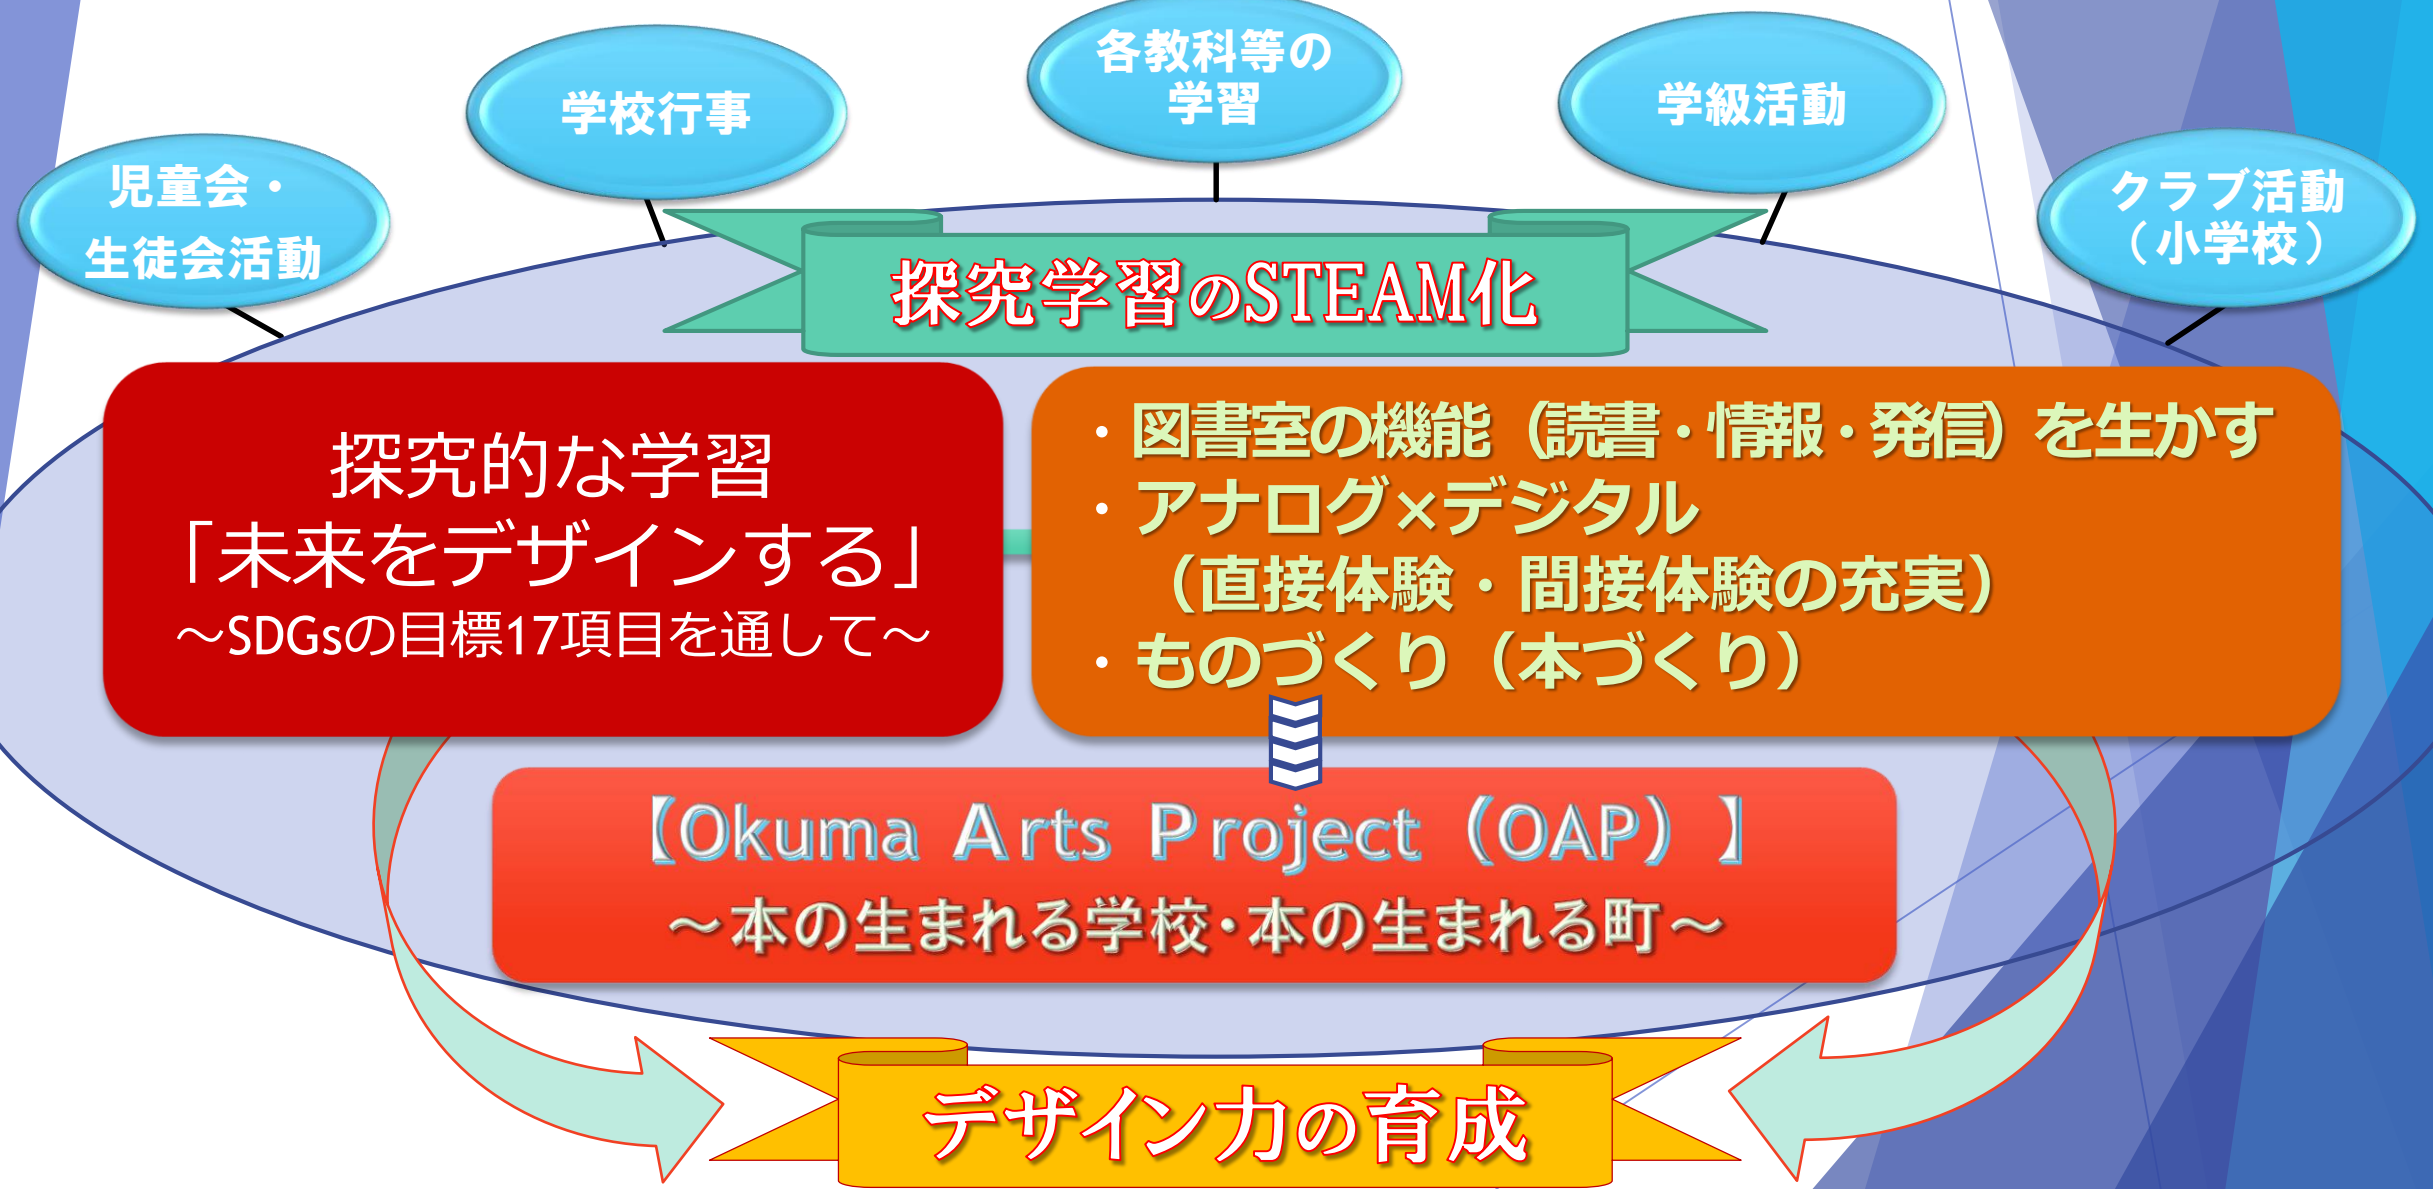 各教科等の
学習
学校行事
学級活動
児童会・
生徒会活動
クラブ活動
（小学校）
探究学習のSTEAM化
探究的な学習
「未来をデザインする」
～SDGsの目標17項目を通して～
・図書室の機能（読書・情報・発信）を生かす
・アナログ×デジタル
（直接体験・間接体験の充実）
・ものづくり（本づくり）
【Okuma Arts Project（OAP）】
～本の生まれる学校・本の生まれる町～
デザイン力の育成